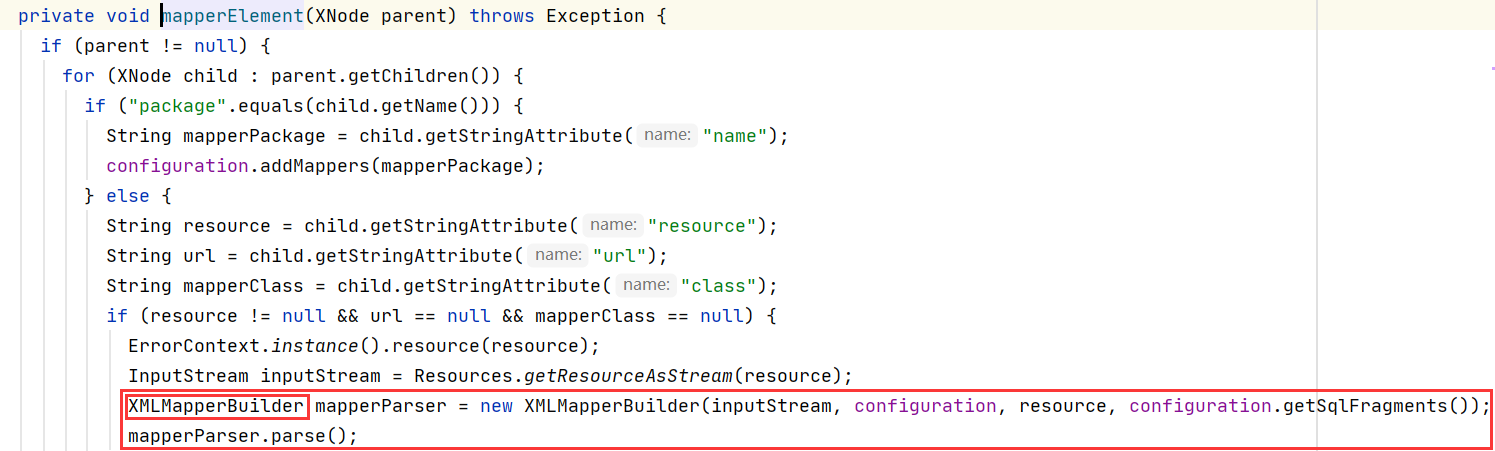 private void mapperElement(XNode parent) throws Exception {
if (parent != null) {
for (XNode child : parent.getChildren()) {
if ("package".equals(child.getName())) {
String mapperPackage = child.getStringAttribute( name: "name");
configuration.addMappers(mapperPackage);
} else {
String resource = child.getStringAttribute( name: "resource");
String url = child.getStringAttribute( name: "url");
String mapperClass = child.getStringAttribute( name: "class");
if (resource != null && url == null && mapperClass == null) {
ErrorContext.instance().resource(resource);
InputStream inputStream = Resources.getResourceAsStream(resource);
XMLMapperBuilder mapperParser = new XMLMapperBuilder(inputStream, configuration, resource, configuration.getSqlFragments());
mapperParser.parse();